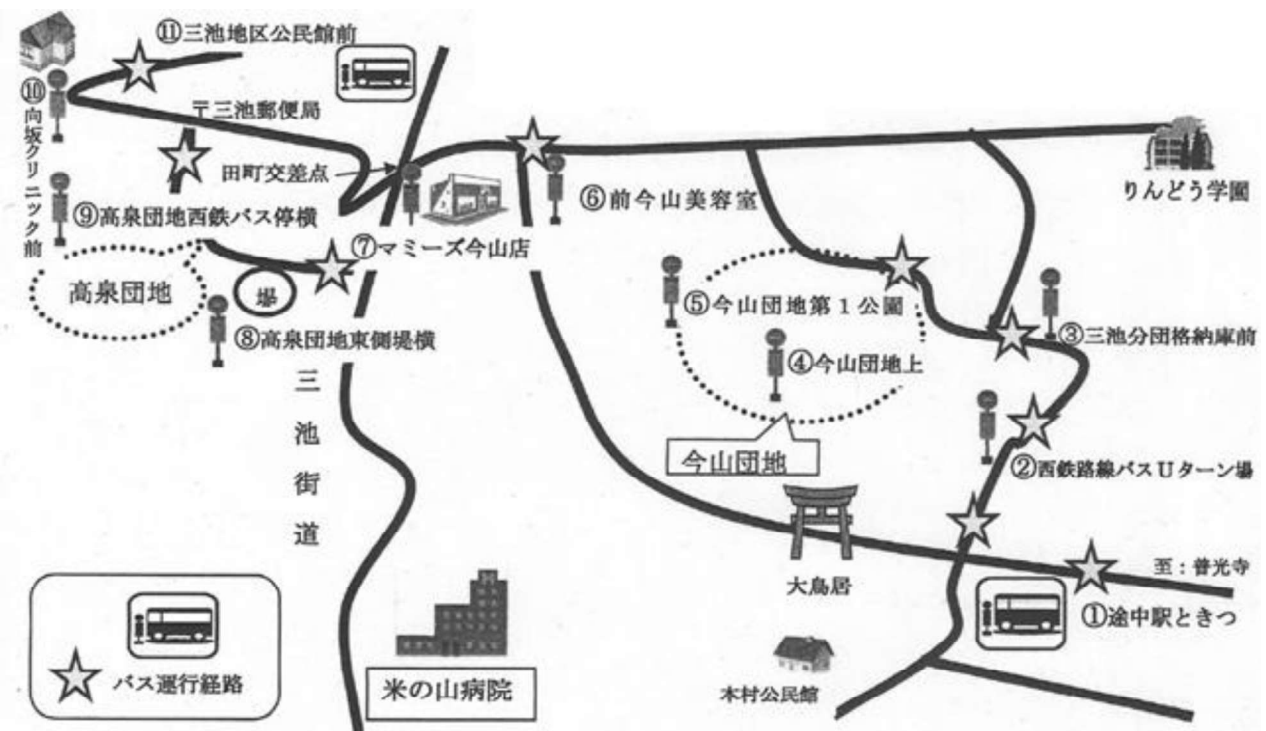 ⑪三池地区公民館前
⑩向坂クリニック前
〒三池郵便局
田町交差点
⑨高泉団地西鉄バス停横
⑦マミーズ今山店
⑥前今山美容室
りんどう学園
高泉団地
堤
⑧高泉団地東側堤横
⑤今山団地第1公園
④今山団地上
③三池分団格納庫前
今山団地
②西鉄路線バスUターン場
三池街道
大鳥居
至:普光寺
①途中駅ときつ
本村公民館
米の山病院
バス運行経路